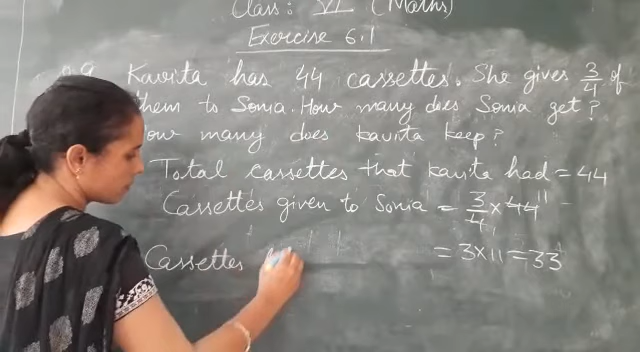 Class: VI (Maths)
Exercise 6.1
Kavita has 44 cassettes. She gives 3/4 of
them to Sonia. How many does Sonia get?
How many does Kavita keep?
Total cassettes that Kavita had = 44
Cassettes given to Sonia = 3/4 × 44 11
= 3×11 = 33
Cassettes